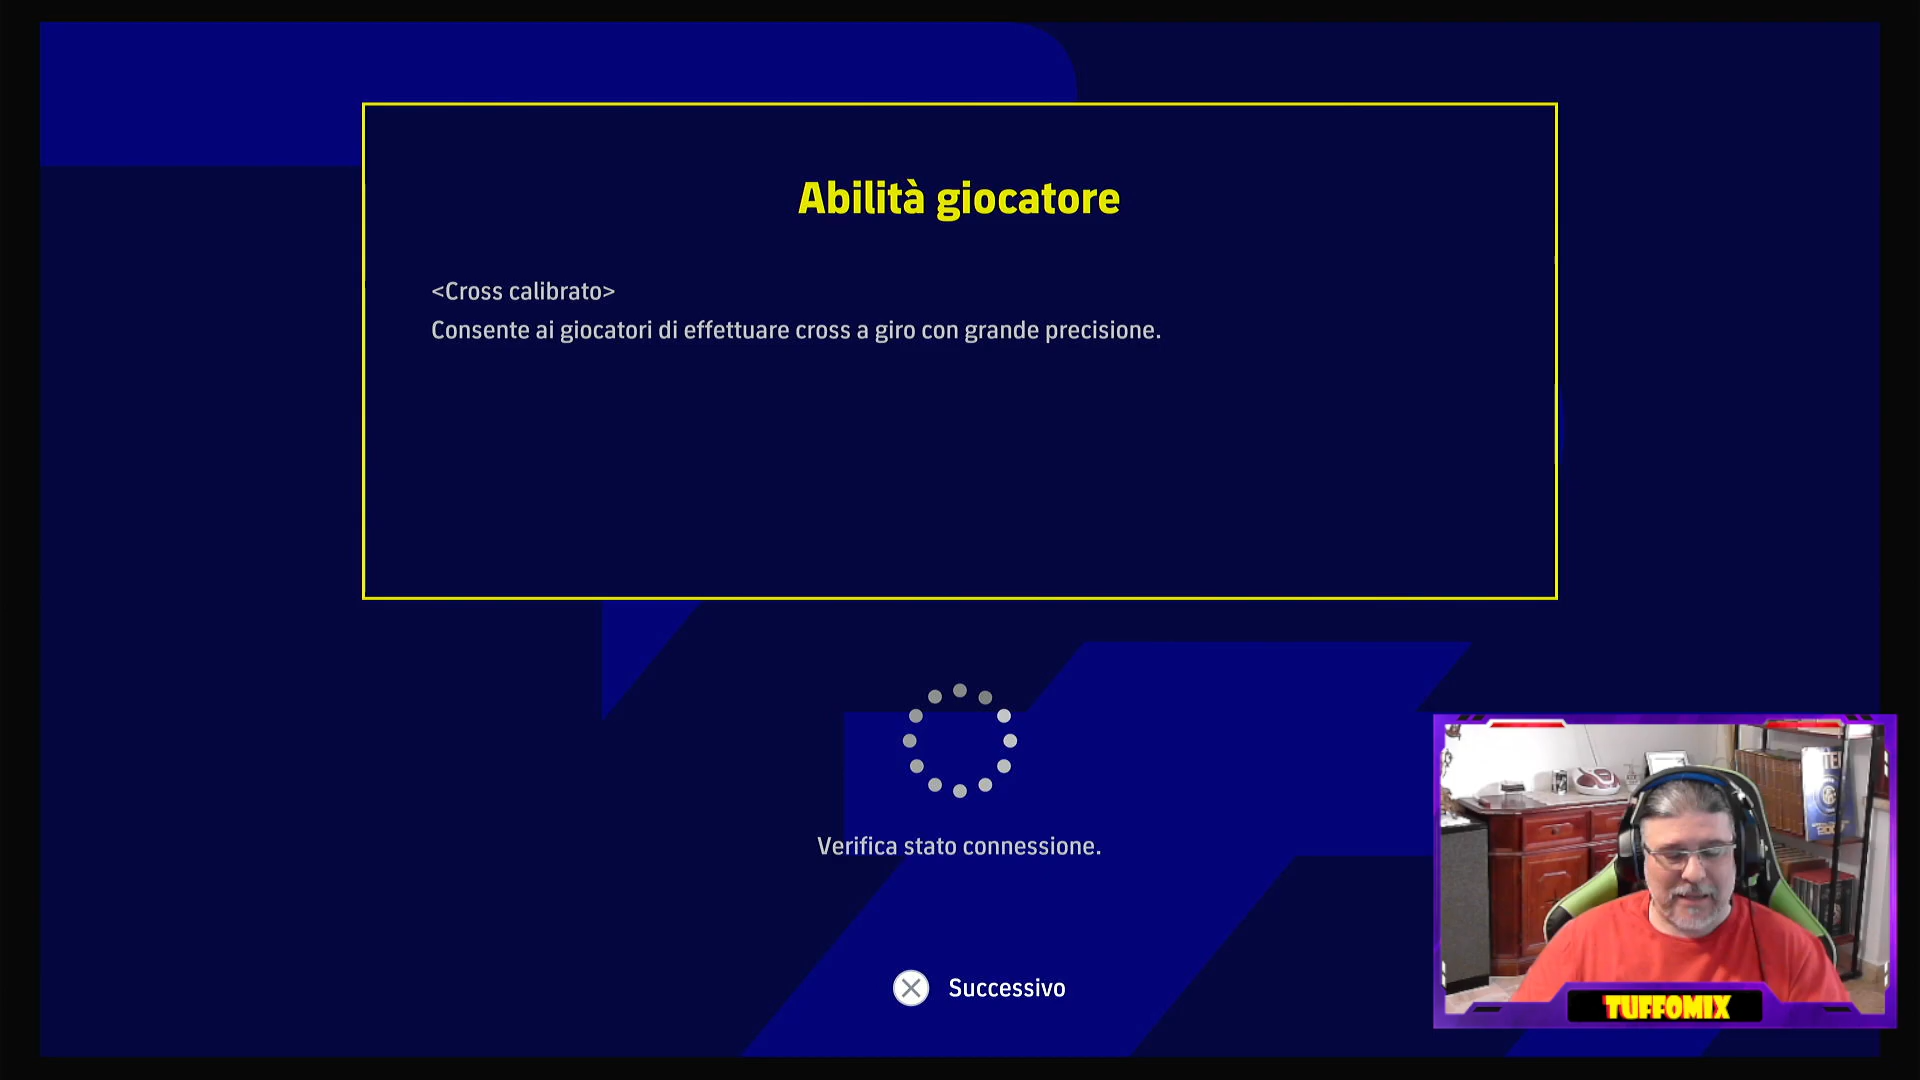 Abilità giocatore
<Cross calibrato>
Consente ai giocatori di effettuare cross a giro con grande precisione.
Verifica stato connessione.
Successivo
TUFFOMIX